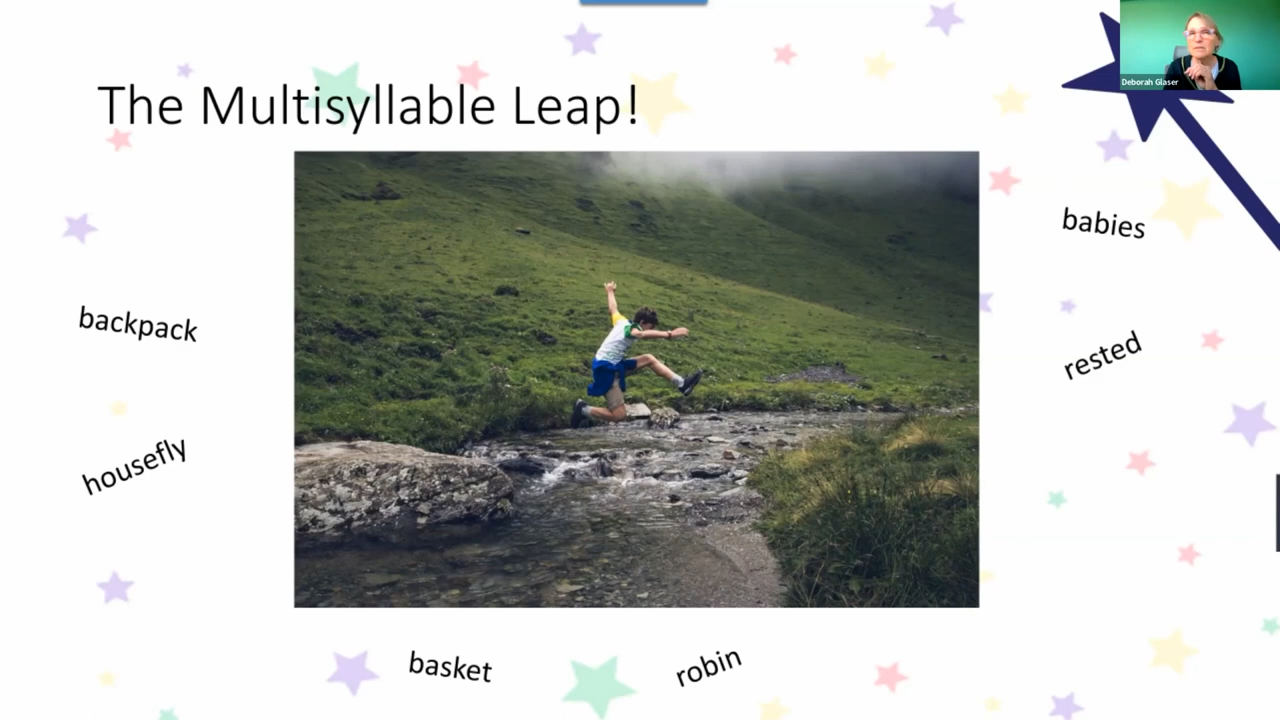 The Multisyllable Leap!
Deborah Glaser
babies
backpack
rested
housefly
basket
robin